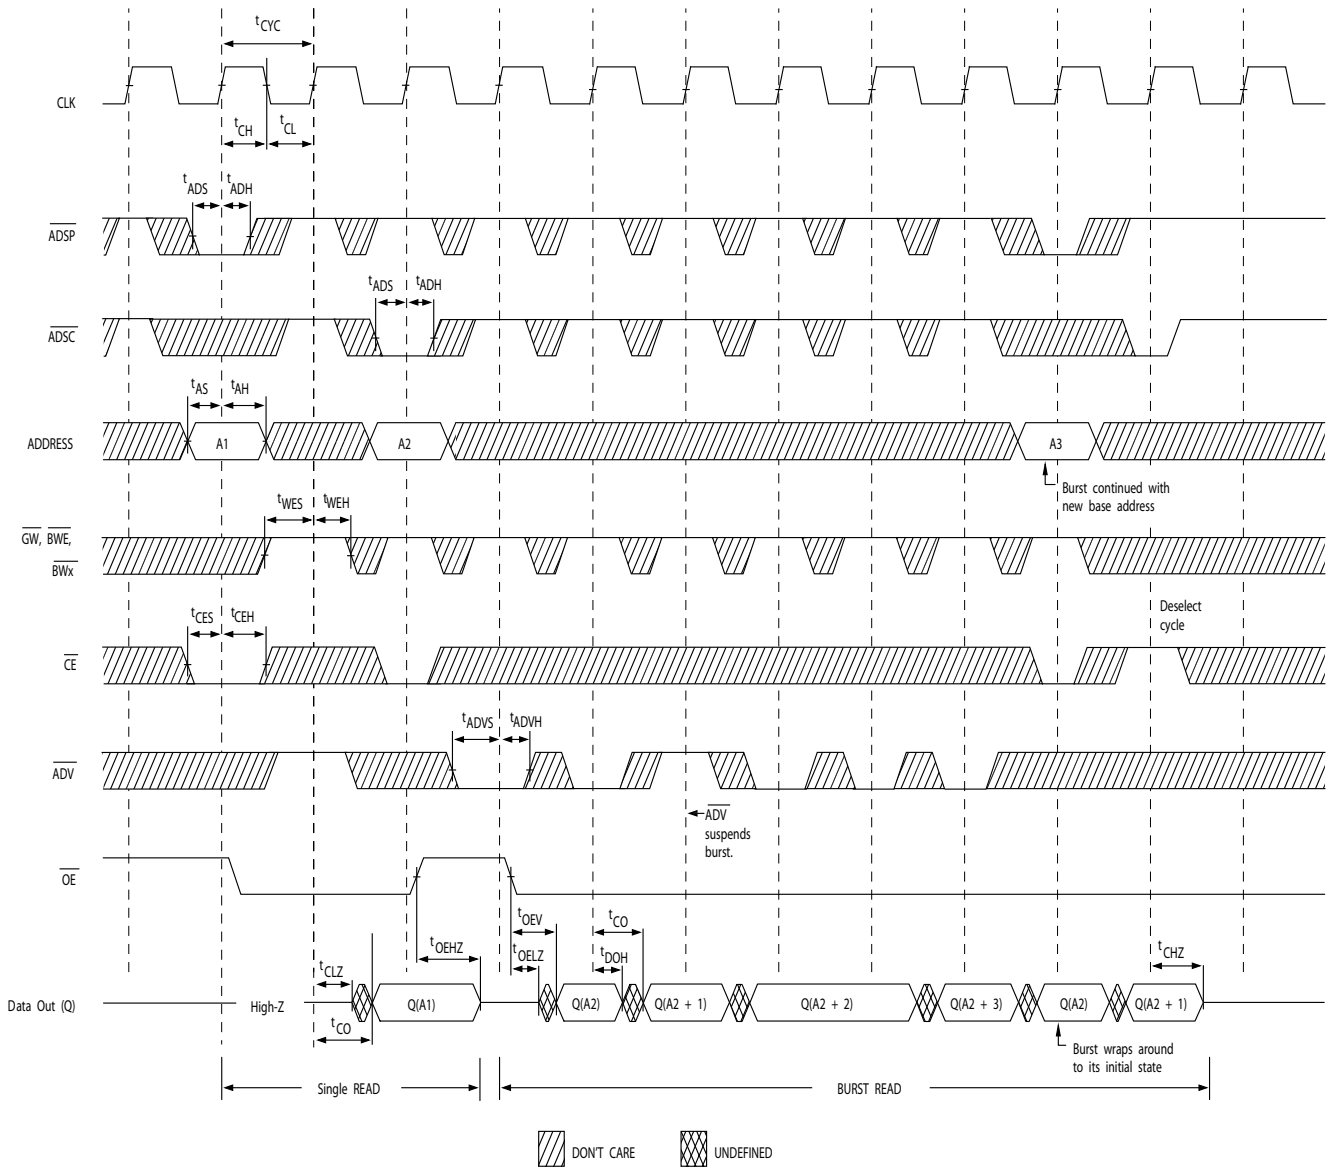 tCYC
CLK
tCH
tCL
tADS
tADH
ADSP
tADS
tADH
ADSC
tAS
tAH
ADDRESS
A1
A2
A3
Burst continued with
new base address
tWES
tWEH
GW, BWE,
BWx
tCES
tCEH
Deselect
cycle
CE
tADVS
tADVH
ADV
ADV
suspends
burst.
OE
tOEV
tCO
tOEHZ
tOELZ
tDOH
tCHZ
tCLZ
Data Out (Q)
High-Z
Q(A1)
Q(A2)
Q(A2 + 1)
Q(A2 + 2)
Q(A2 + 3)
Q(A2)
Q(A2 + 1)
tCO
Burst wraps around
to its initial state
Single READ
BURST READ
DON'T CARE
UNDEFINED